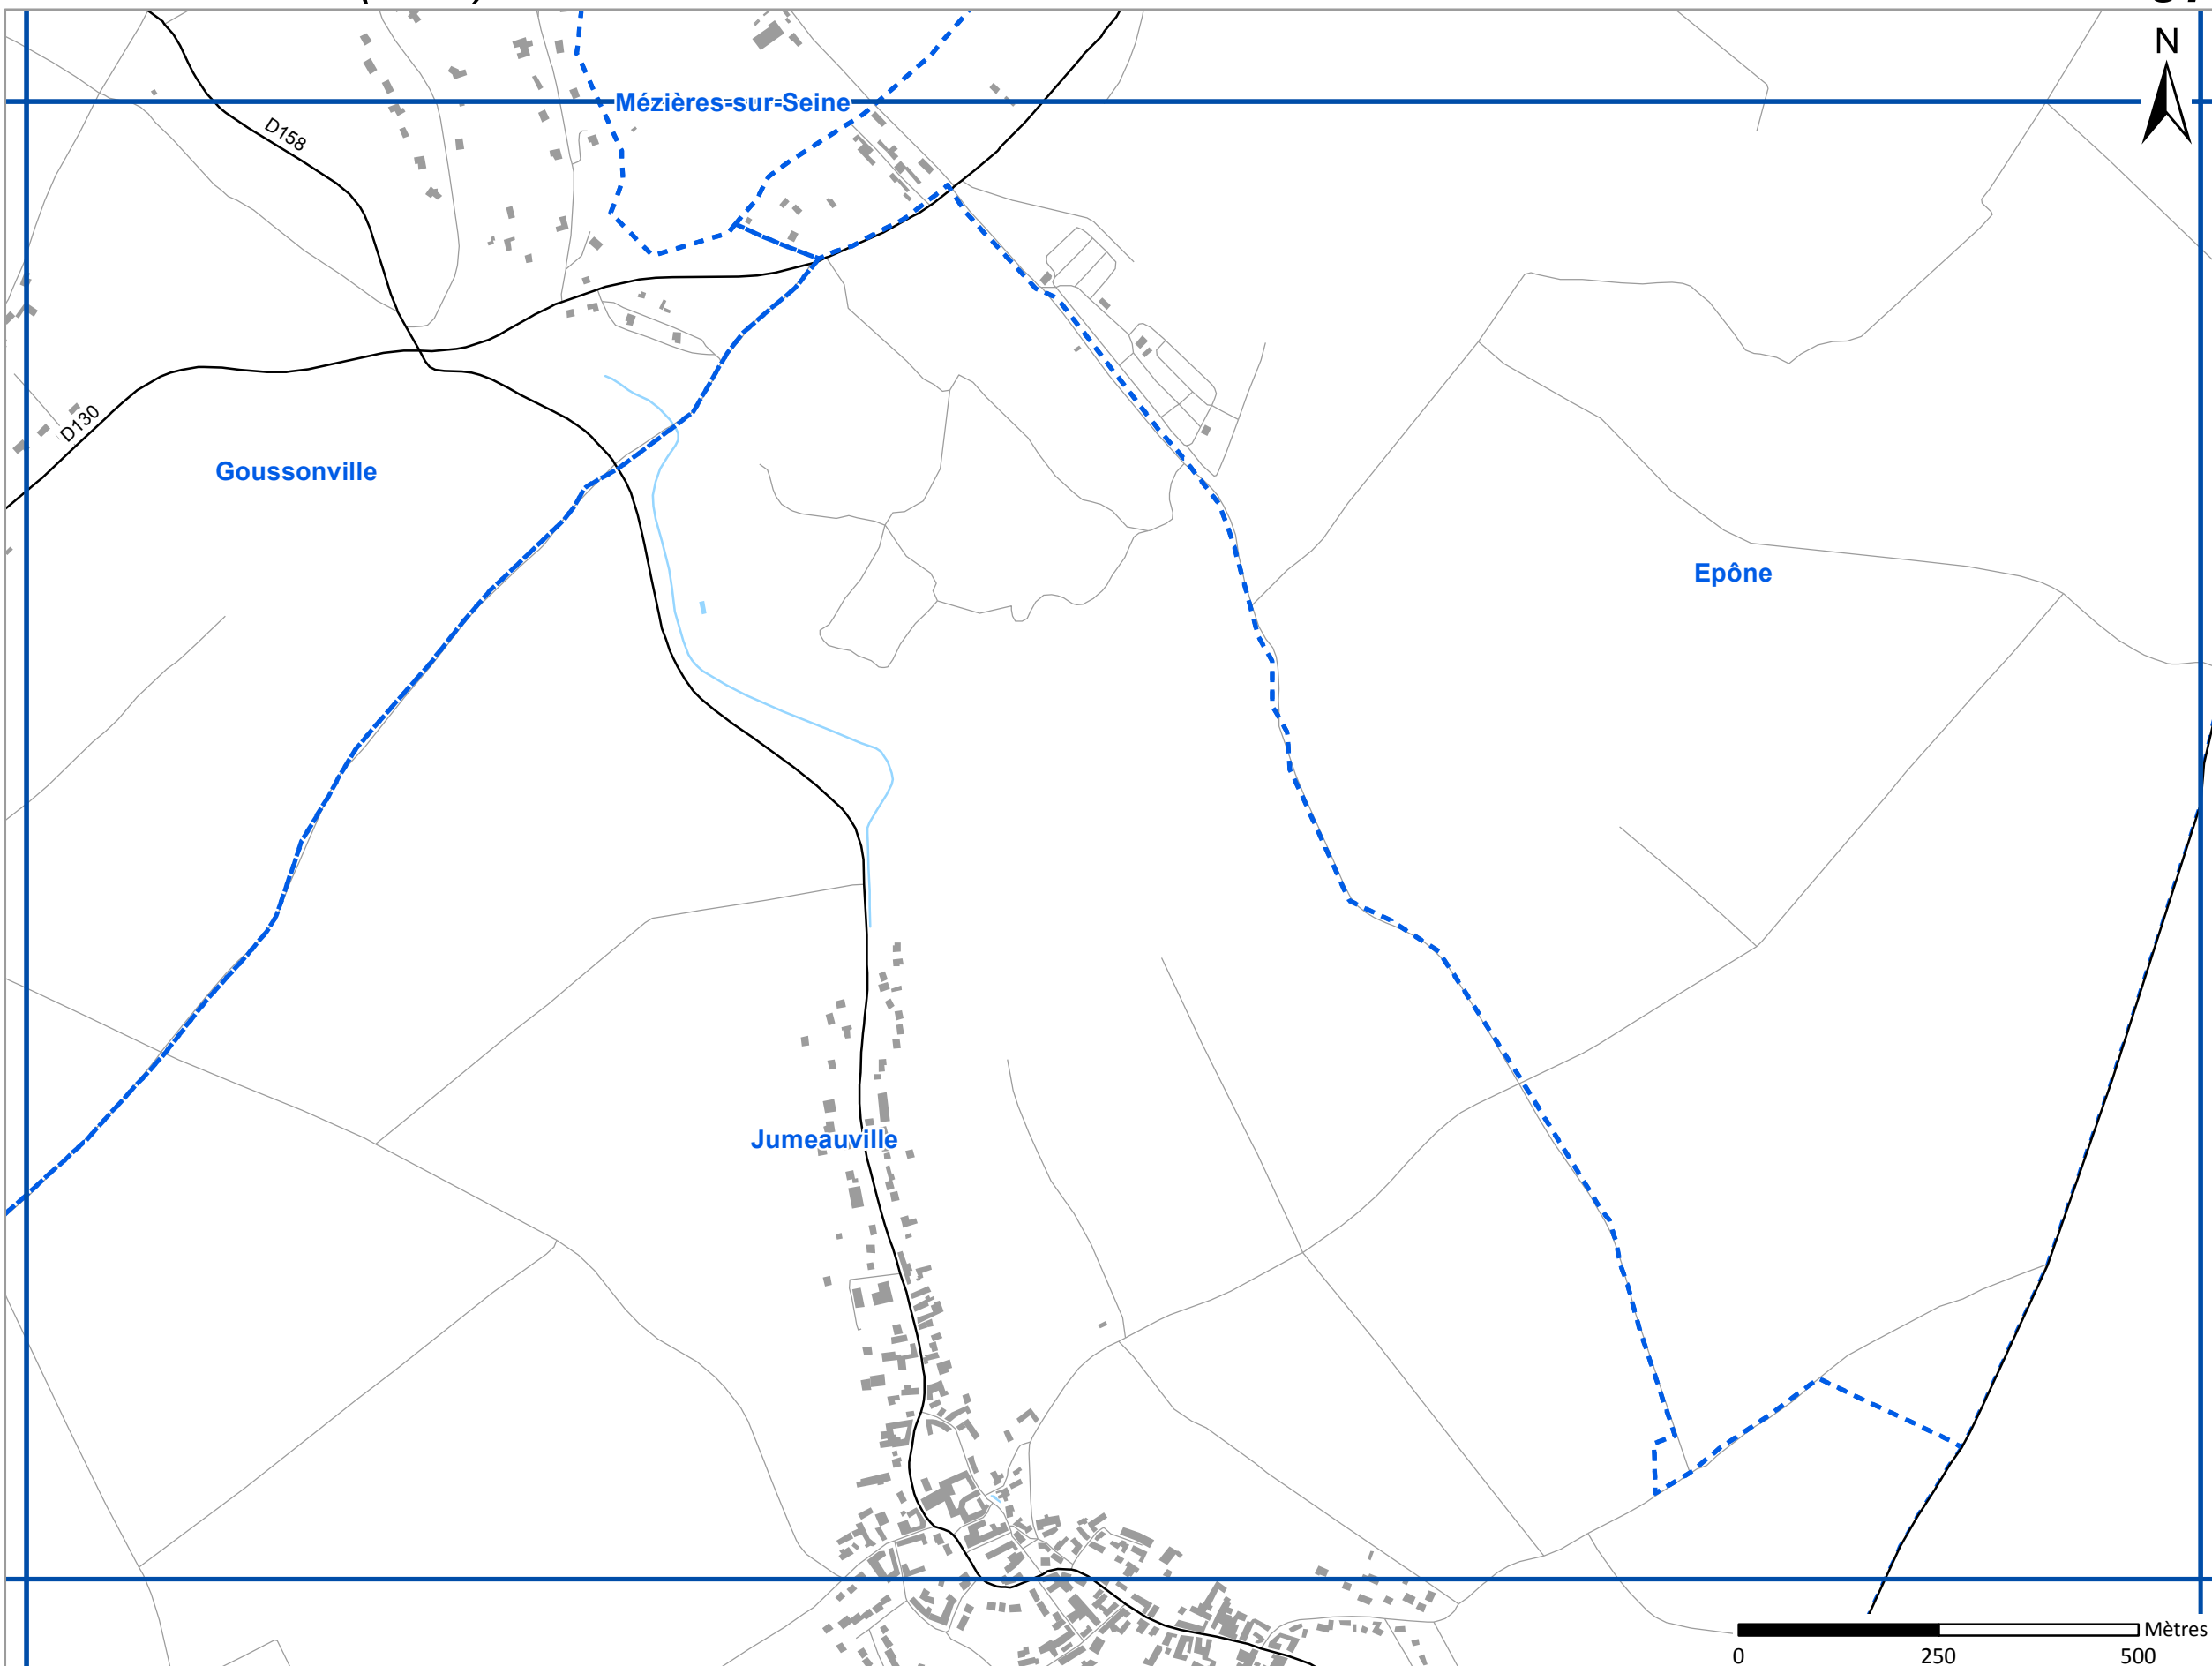 N
Mézières-sur-Seine
D158
D130
Goussonville
Epône
Jumeauville
Mètres
0 250 500